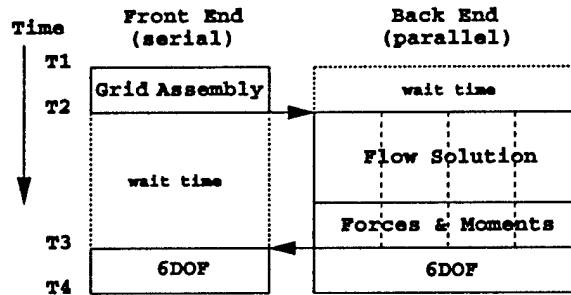 Time
Front End
(serial)
Back End
(parallel)
T1
Grid Assembly
wait time
T2
wait time
Flow Solution
Forces & Moments
T3
6DOF
6DOF
T4